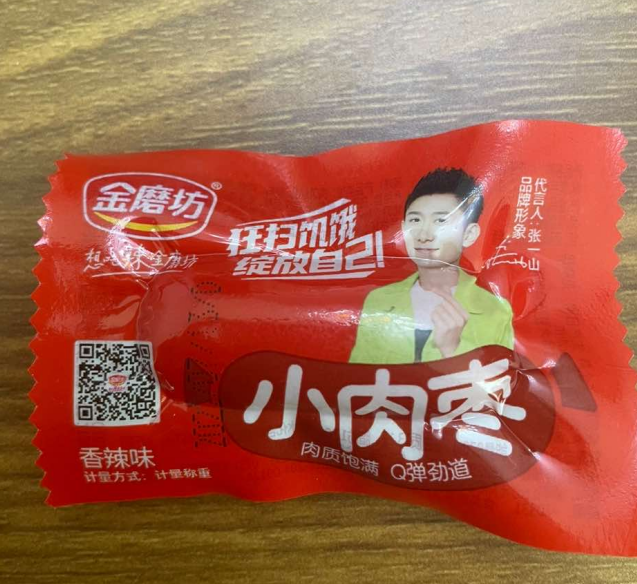 金磨坊®
想吃辣金磨坊
狂扫饥饿
绽放自己!
品牌形象
代言人:张一山
小肉枣
肉质饱满 Q弹劲道
香辣味
计量方式：计量称重